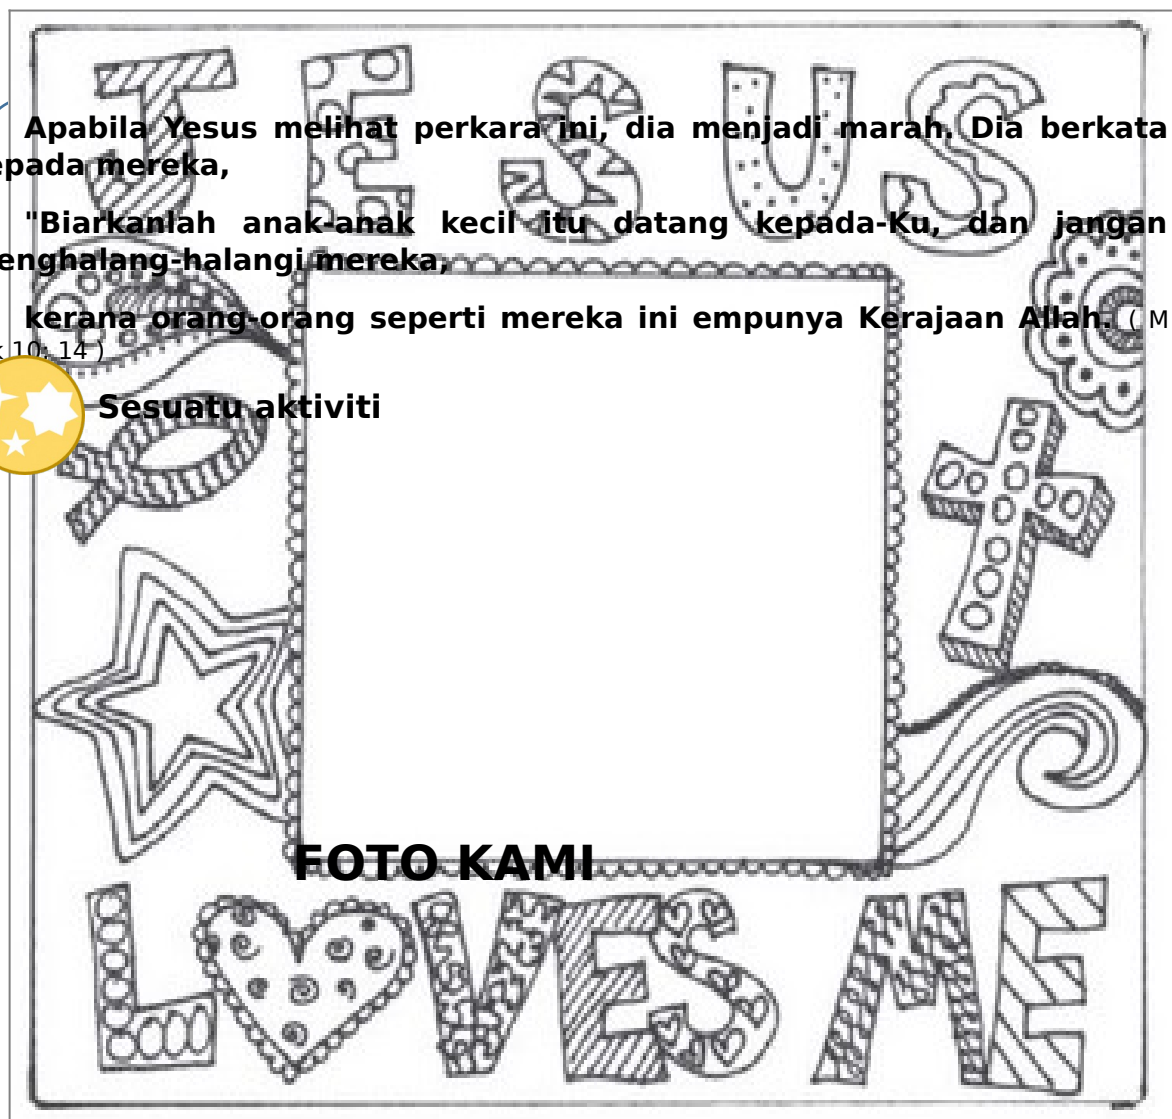 JESUS
Apabila Yesus melihat perkara ini, dia menjadi marah. Dia berkata
epada mereka,
"Biarkanlah anak-anak kecil itu datang kepada-Ku, dan jangan
enghalang-halangi mereka,
kerana orang-orang seperti mereka ini empunya Kerajaan Allah. ( M
k 10: 14 )
Sesuatu aktiviti
FOTO KAMI
LOVES ME